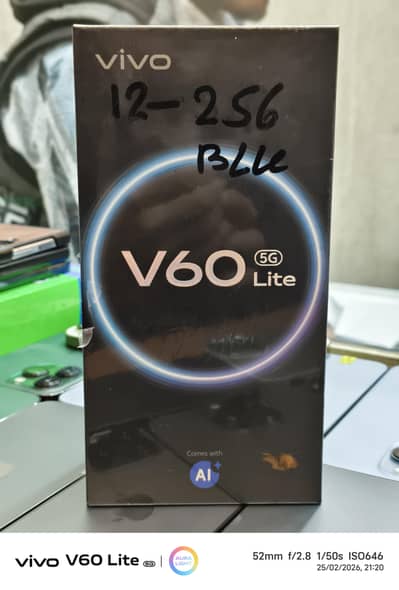 vivo
12-256
BLLe
V60 5G Lite
Comes with
AI
vivo V60 Lite 5G | AURA LIGHT 52mm f/2.8 1/50s ISO646
25/02/2026, 21:20